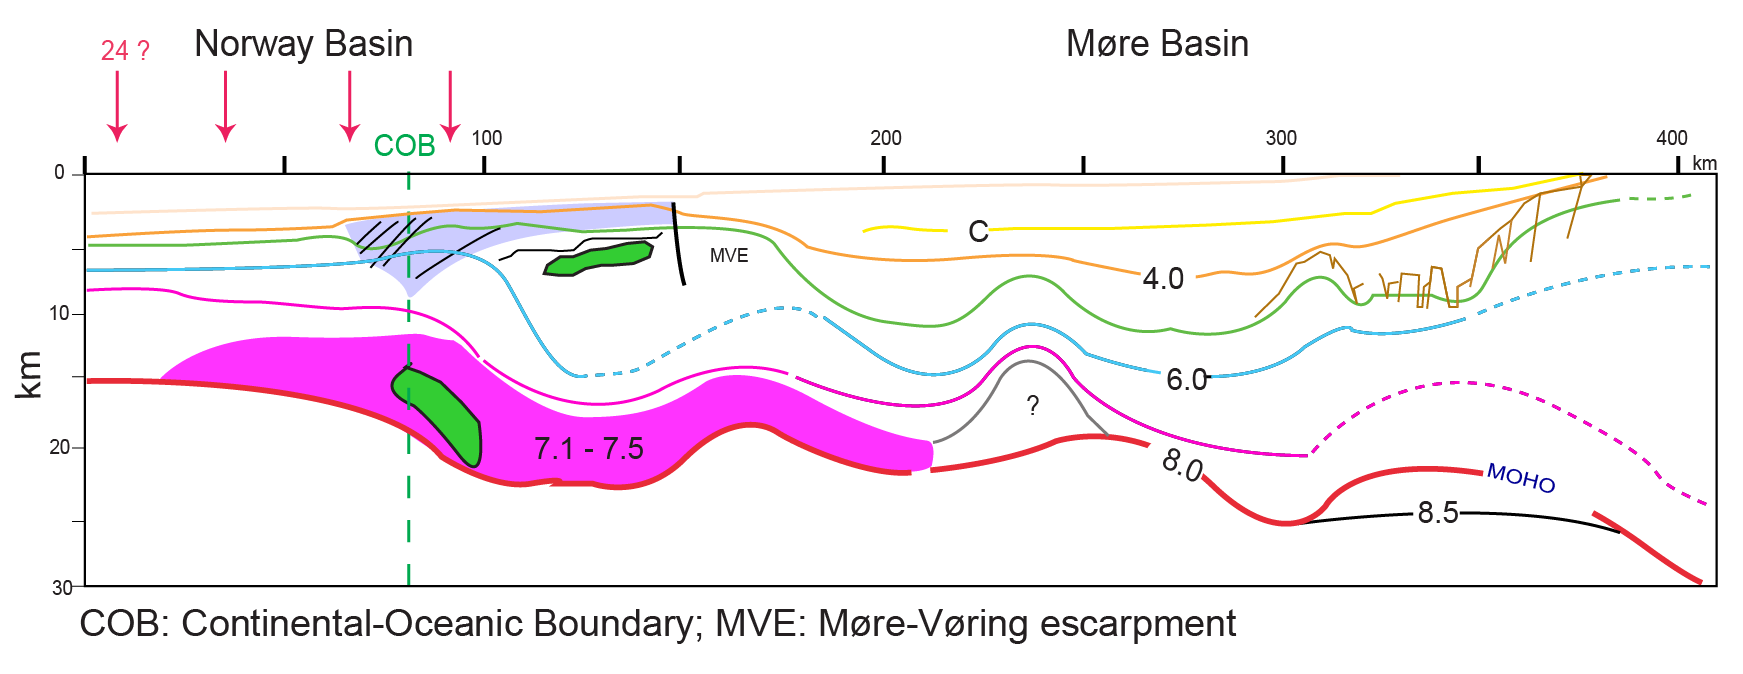 24 ?
Norway Basin
Møre Basin
COB
100
200
300
400
km
0
10
20
30
km
MVE
C
4.0
6.0
?
7.1 - 7.5
8.0
MOHO
8.5
COB: Continental-Oceanic Boundary; MVE: Møre-Vøring escarpment